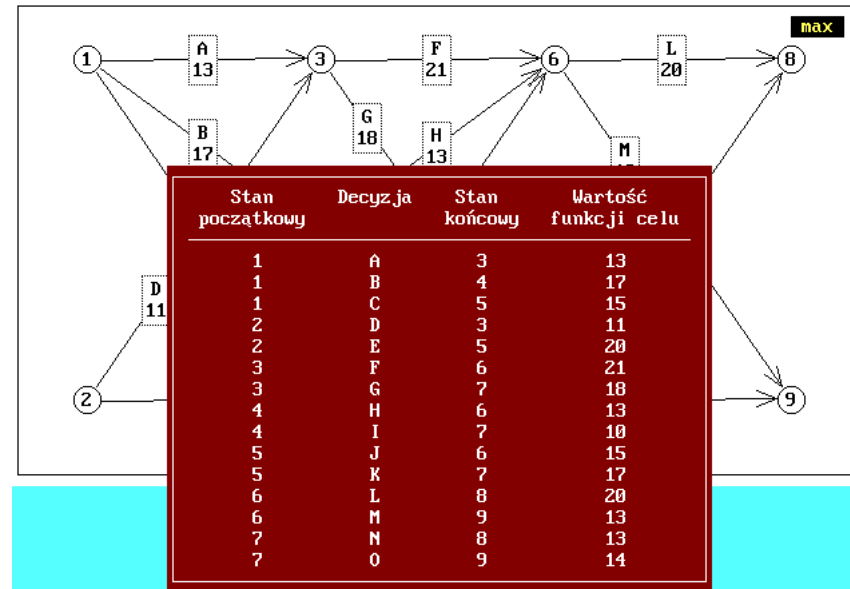 max
1 A 3 F 6 L 8
13 21 20
G
18
B H
17 13 M
D
11
2 9
Stan Decyzja Stan Wartość
początkowy końcowy funkcji celu
1 A 3 13
1 B 4 17
1 C 5 15
2 D 3 11
2 E 5 20
3 F 6 21
3 G 7 18
4 H 6 13
4 I 7 10
5 J 6 15
5 K 7 17
6 L 8 20
6 M 9 13
7 N 8 13
7 O 9 14